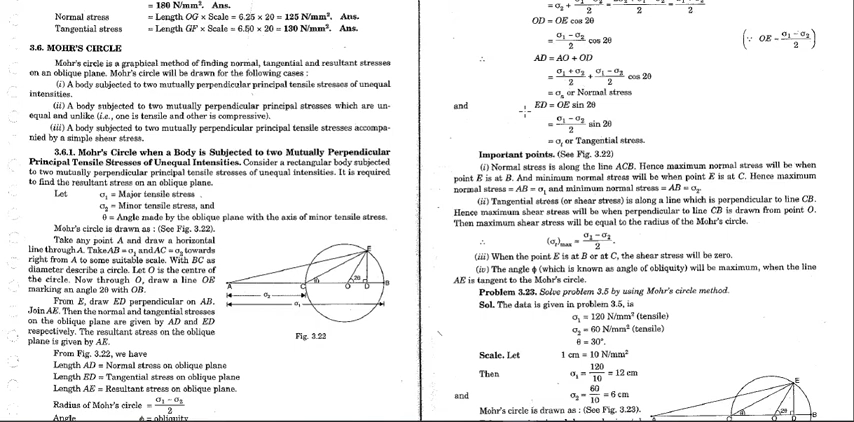 = 180 N/mm². Ans.
Normal stress = Length OG × Scale = 6.25 × 20 = 125 N/mm². Ans.
Tangential stress = Length GF × Scale = 6.50 × 20 = 130 N/mm². Ans.
3.6. MOHR'S CIRCLE
Mohr's circle is a graphical method of finding normal, tangential and resultant stresses
on an oblique plane. Mohr's circle will be drawn for the following cases :
(i) A body subjected to two mutually perpendicular principal tensile stresses of unequal
intensities.
(ii) A body subjected to two mutually perpendicular principal stresses which are un-
equal and unlike (i.e., one is tensile and other is compressive).
(iii) A body subjected to two mutually perpendicular principal tensile stresses accompa-
nied by a simple shear stress.
3.6.1. Mohr's Circle when a Body is Subjected to two Mutually Perpendicular
Principal Tensile Stresses of Unequal Intensities. Consider a rectangular body subjected
to two mutually perpendicular principal tensile stresses of unequal intensities. It is required
to find the resultant stress on an oblique plane.
Let σ₁ = Major tensile stress
σ₂ = Minor tensile stress, and
θ = Angle made by the oblique plane with the axis of minor tensile stress.
Mohr's circle is drawn as : (See Fig. 3.22).
Take any point A and draw a horizontal
line through A. Take AB = σ₁ and AC = σ₂ towards
right from A to some suitable scale. With BC as
diameter describe a circle. Let O is the centre of
the circle. Now through O, draw a line OE
marking an angle 2θ with OB.
From E, draw ED perpendicular on AB.
Join AE. Then the normal and tangential stresses
on the oblique plane are given by AD and ED
respectively. The resultant stress on the oblique
plane is given by AE.
E
A C O D B
2θ
σ₂
σ₁
Fig. 3.22
From Fig. 3.22, we have
Length AD = Normal stress on oblique plane
Length ED = Tangential stress on oblique plane
Length AE = Resultant stress on oblique plane.
Radius of Mohr's circle = (σ₁ − σ₂)/2
Angle φ = obliquity
OD = OE cos 2θ
= (σ₁ − σ₂)/2 cos 2θ (∵ OE = (σ₁ − σ₂)/2)
∴ AD = AO + OD
= (σ₁ + σ₂)/2 + (σ₁ − σ₂)/2 cos 2θ
= σₙ or Normal stress
and ED = OE sin 2θ
= (σ₁ − σ₂)/2 sin 2θ
= σₜ or Tangential stress.
Important points. (See Fig. 3.22)
(i) Normal stress is along the line ACB. Hence maximum normal stress will be when
point E is at B. And minimum normal stress will be when point E is at C. Hence maximum
normal stress = AB = σ₁ and minimum normal stress = AB = σ₂.
(ii) Tangential stress (or shear stress) is along a line which is perpendicular to line CB.
Hence maximum shear stress will be when perpendicular to line CB is drawn from point O.
Then maximum shear stress will be equal to the radius of the Mohr's circle.
∴ (σₜ)max = (σ₁ − σ₂)/2 .
(iii) When the point E is at B or at C, the shear stress will be zero.
(iv) The angle φ (which is known as angle of obliquity) will be maximum, when the line
AE is tangent to the Mohr's circle.
Problem 3.23. Solve problem 3.5 by using Mohr's circle method.
Sol. The data given in problem 3.5, is
σ₁ = 120 N/mm² (tensile)
σ₂ = 60 N/mm² (tensile)
θ = 30°.
Scale. Let 1 cm = 10 N/mm²
Then σ₁ = 120/10 = 12 cm
and σ₂ = 60/10 = 6 cm
Mohr's circle is drawn as : (See Fig. 3.23).
E
A C O D B
2θ